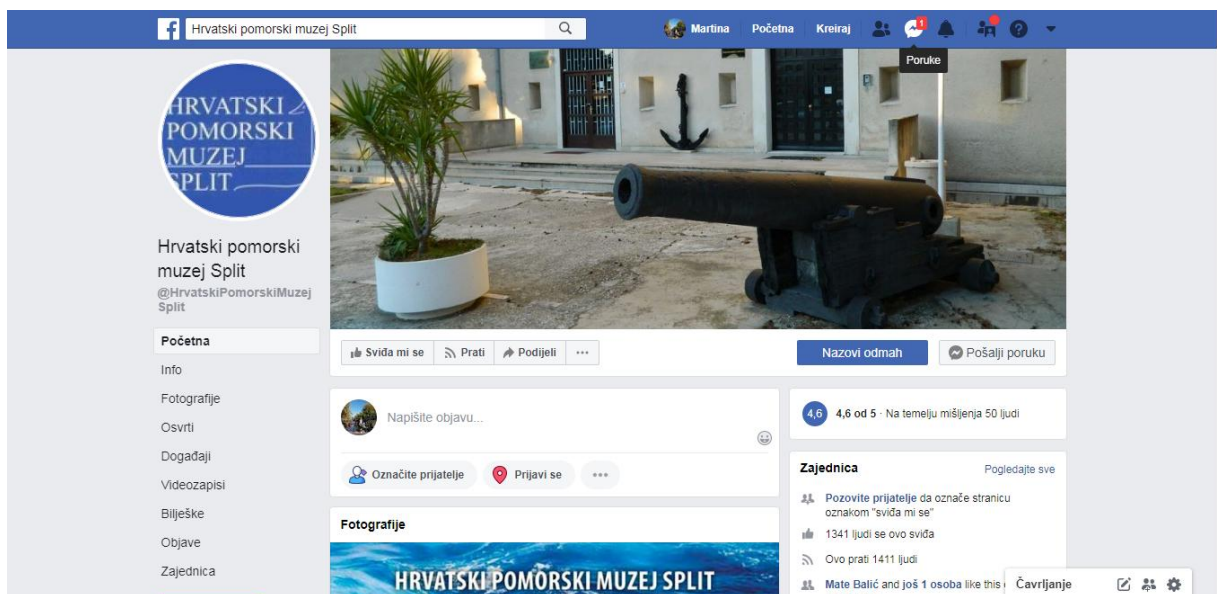 Hrvatski pomorski muzej Split
Martina Početna Kreiraj 1
Poruke
HRVATSKI
POMORSKI
MUZEJ
SPLIT
Hrvatski pomorski
muzej Split
@HrvatskiPomorskiMuzej
Split
Početna
Info
Fotografije
Osvrti
Događaji
Videozapisi
Bilješke
Objave
Zajednica
Sviđa mi se Prati Podijeli ...
Nazovi odmah Pošalji poruku
Napišite objavu...
Označite prijatelje Prijavi se ...
Fotografije
HRVATSKI POMORSKI MUZEJ SPLIT
4,6 4,6 od 5 · Na temelju mišljenja 50 ljudi
Zajednica Pogledajte sve
Pozovite prijatelje da označe stranicu
oznakom "sviđa mi se"
1341 ljudi se ovo sviđa
Ovo prati 1411 ljudi
Mate Balić and još 1 osoba like this
Čavrljanje